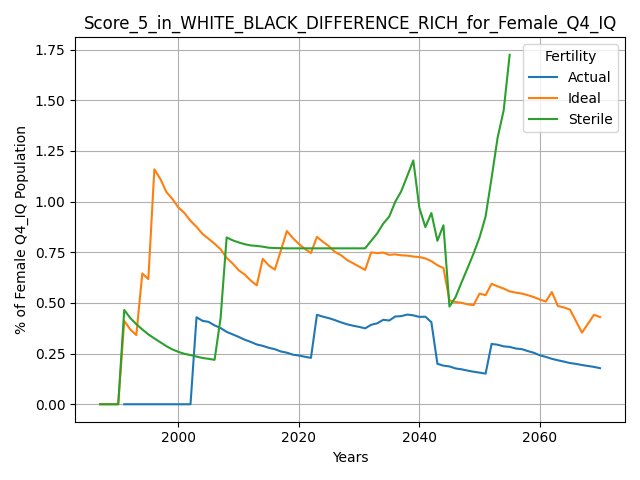 Score_5_in_WHITE_BLACK_DIFFERENCE_RICH_for_Female_Q4_IQ
Fertility
Actual
Ideal
Sterile
% of Female Q4_IQ Population
1.75
1.50
1.25
1.00
0.75
0.50
0.25
0.00
2000
2020
2040
2060
Years